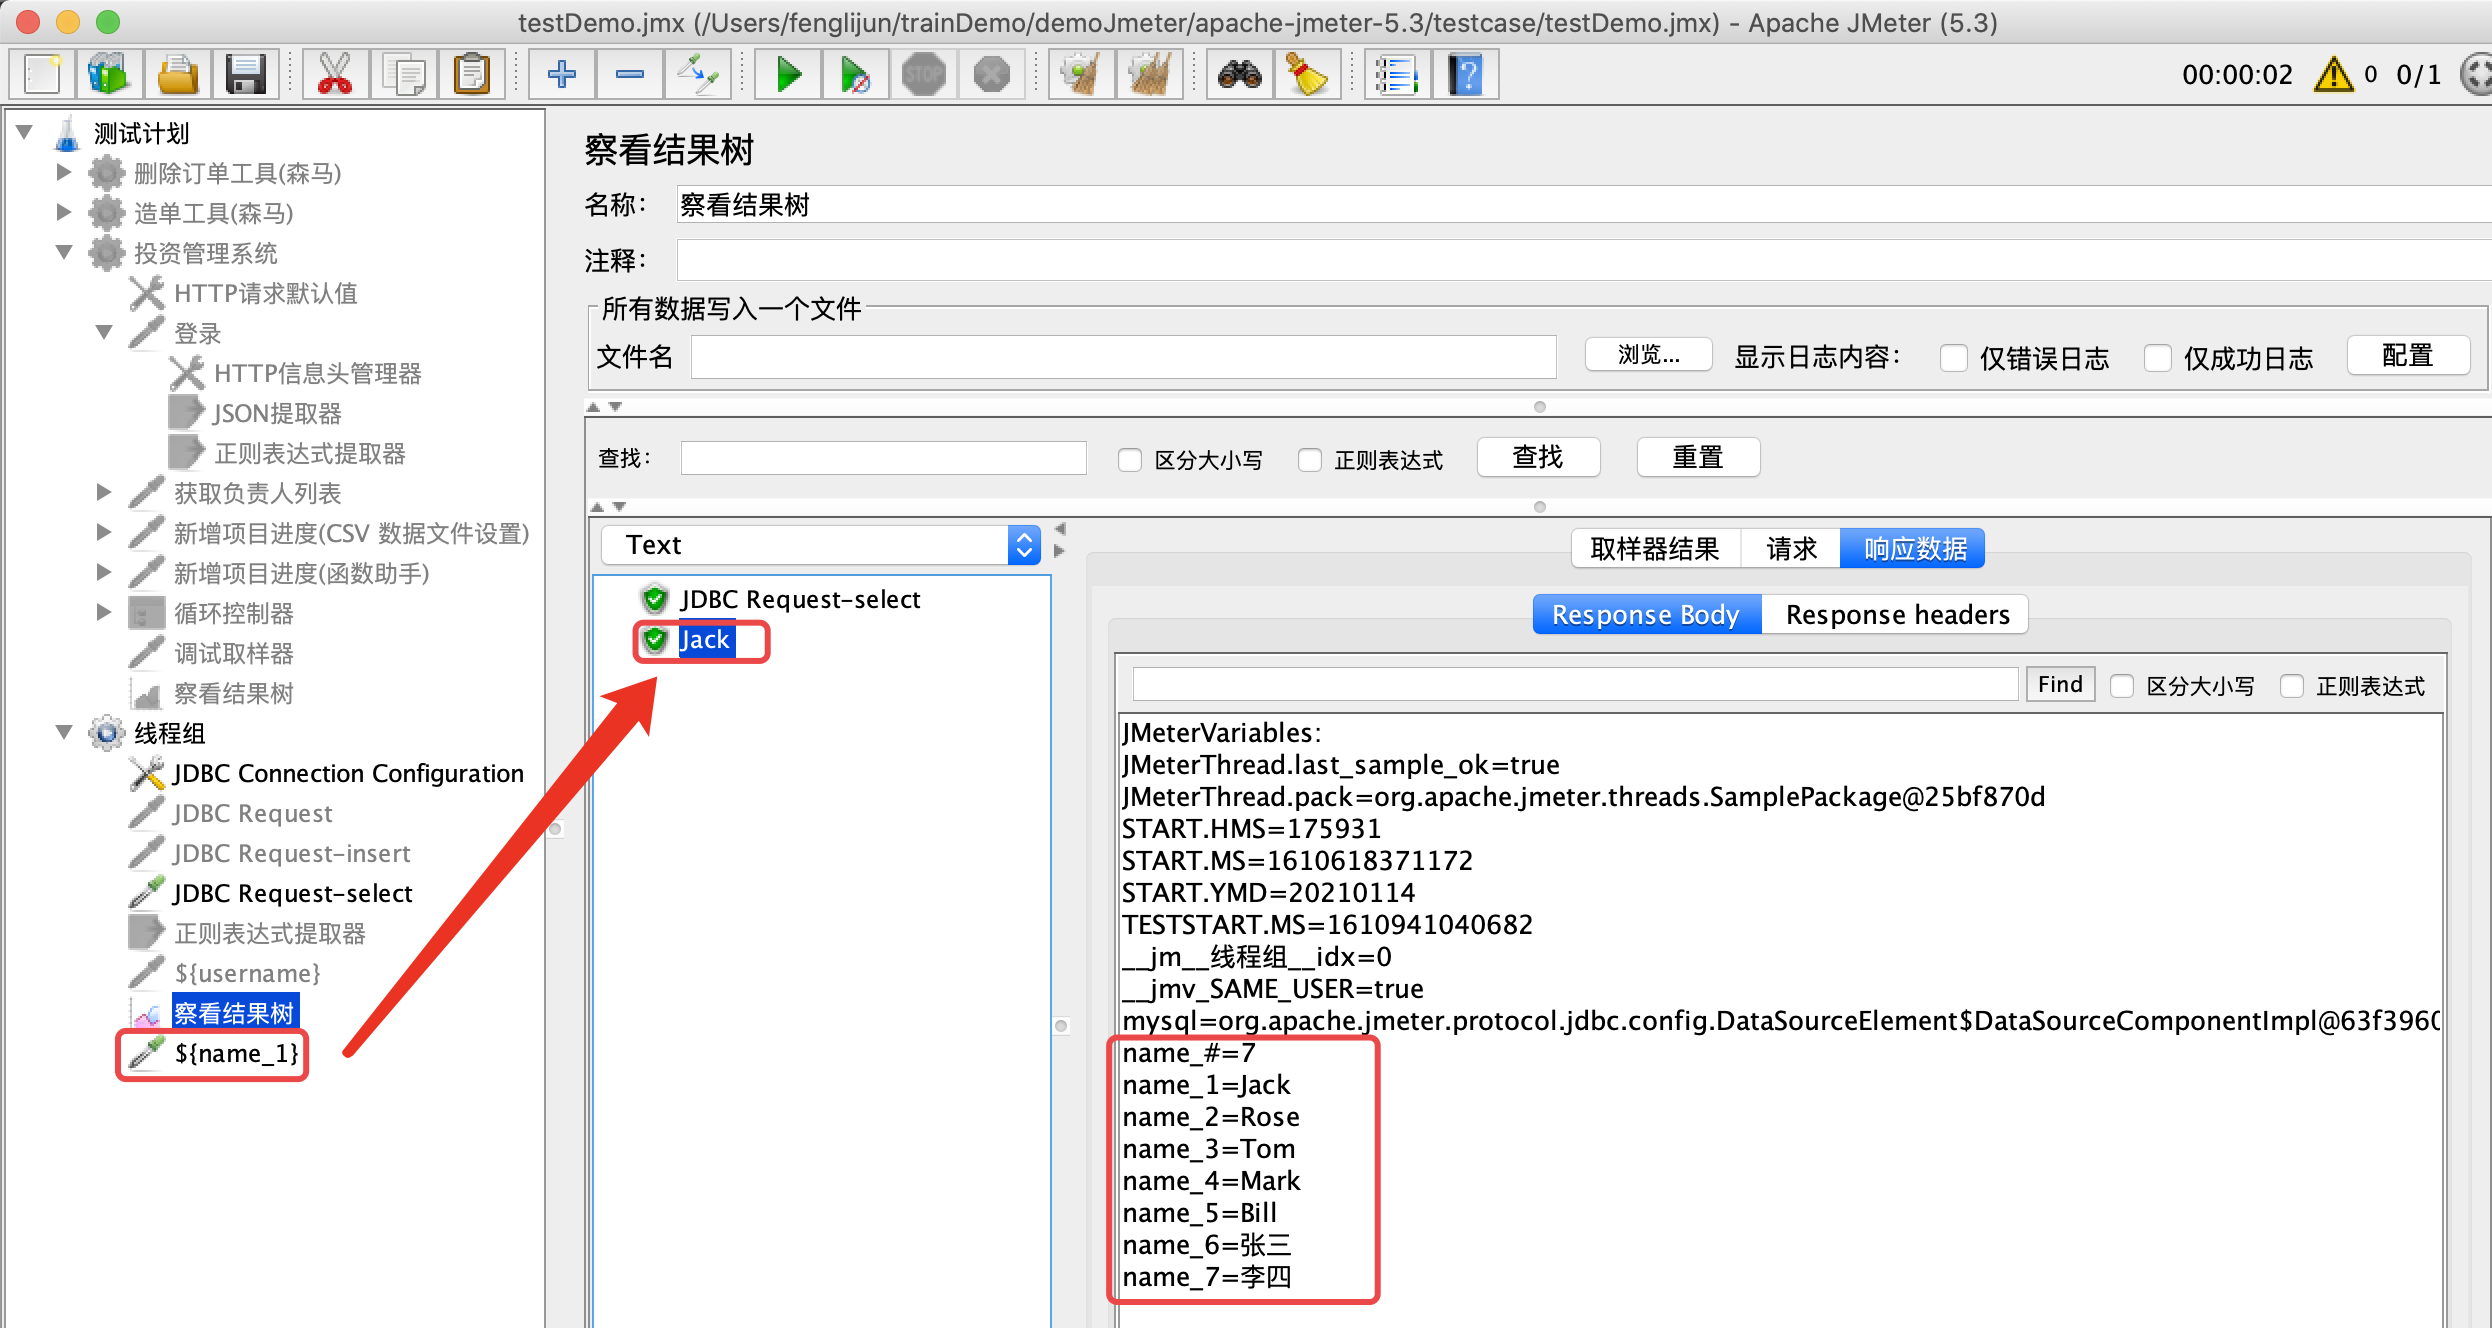 testDemo.jmx (/Users/fenglijun/trainDemo/demoJmeter/apache-jmeter-5.3/testcase/testDemo.jmx) - Apache JMeter (5.3)
STOP
?
00:00:02
0
0/1
测试计划
删除订单工具(森马)
造单工具(森马)
投资管理系统
HTTP请求默认值
登录
HTTP信息头管理器
JSON提取器
正则表达式提取器
获取负责人列表
新增项目进度(CSV 数据文件设置)
新增项目进度(函数助手)
循环控制器
调试取样器
察看结果树
线程组
JDBC Connection Configuration
JDBC Request
JDBC Request-insert
JDBC Request-select
正则表达式提取器
${username}
察看结果树
${name_1}
察看结果树
名称： 察看结果树
注释：
所有数据写入一个文件
文件名 浏览... 显示日志内容： 仅错误日志 仅成功日志 配置
查找： 区分大小写 正则表达式 查找 重置
Text
JDBC Request-select
Jack
取样器结果 请求 响应数据
Response Body Response headers
Find 区分大小写 正则表达式
JMeterVariables:
JMeterThread.last_sample_ok=true
JMeterThread.pack=org.apache.jmeter.threads.SamplePackage@25bf870d
START.HMS=175931
START.MS=1610618371172
START.YMD=20210114
TESTSTART.MS=1610941040682
__jm__线程组__idx=0
__jmv_SAME_USER=true
mysql=org.apache.jmeter.protocol.jdbc.config.DataSourceElement$DataSourceComponentImpl@63f396
name_#=7
name_1=Jack
name_2=Rose
name_3=Tom
name_4=Mark
name_5=Bill
name_6=张三
name_7=李四